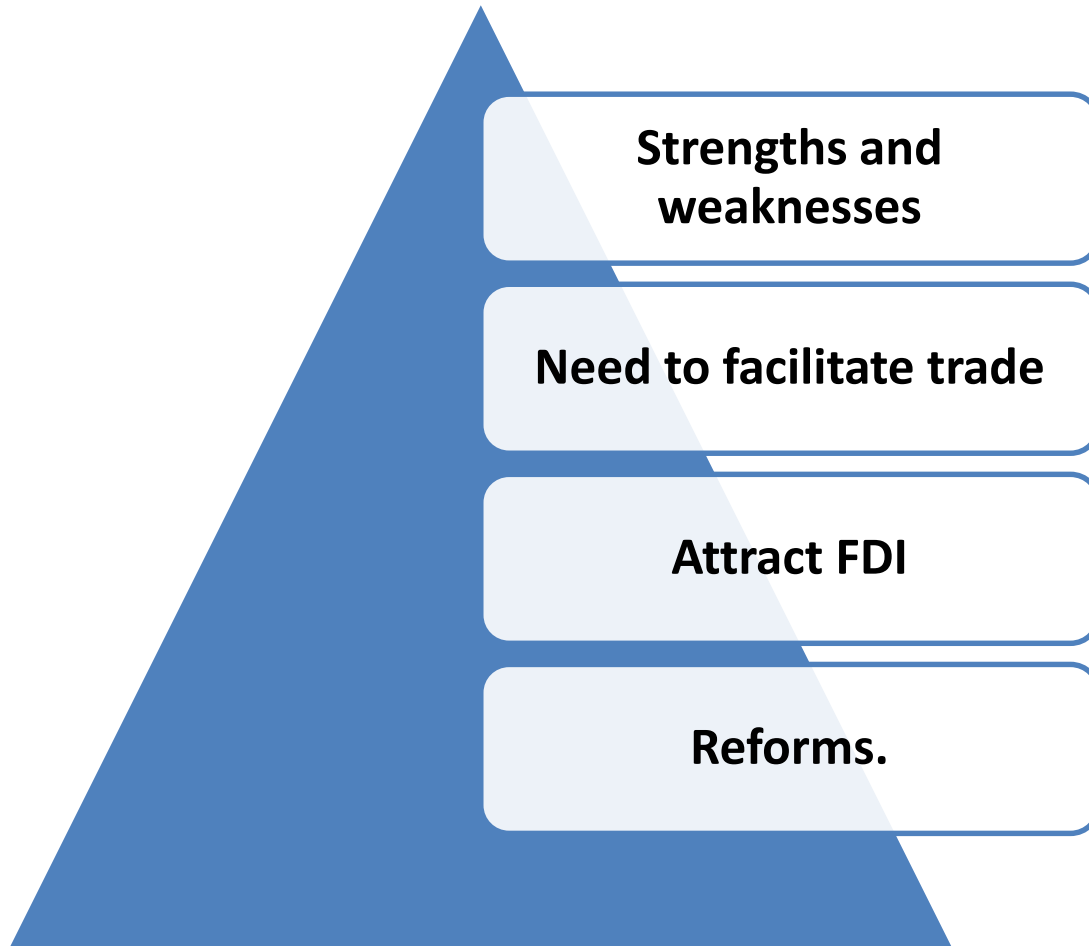 Strengths and
weaknesses
Need to facilitate trade
Attract FDI
Reforms.